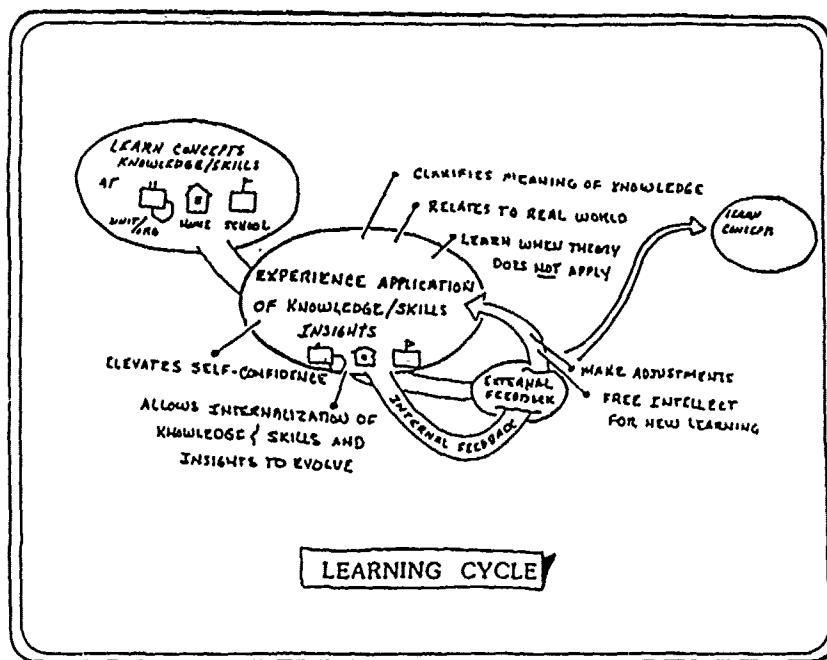 LEARN CONCEPTS
KNOWLEDGE/SKILLS
AT
UNIT/ORG HOME SCHOOL
CLARIFIES MEANING OF KNOWLEDGE
RELATES TO REAL WORLD
LEARN WHEN THEORY
DOES NOT APPLY
LEARN
CONCEPTS
EXPERIENCE APPLICATION
OF KNOWLEDGE/SKILLS
INSIGHTS
ELEVATES SELF-CONFIDENCE
ALLOWS INTERNALIZATION OF
KNOWLEDGE & SKILLS AND
INSIGHTS TO EVOLVE
INTERNAL FEEDBACK
EXTERNAL
FEEDBACK
MAKE ADJUSTMENTS
FREE INTELLECT
FOR NEW LEARNING
LEARNING CYCLE